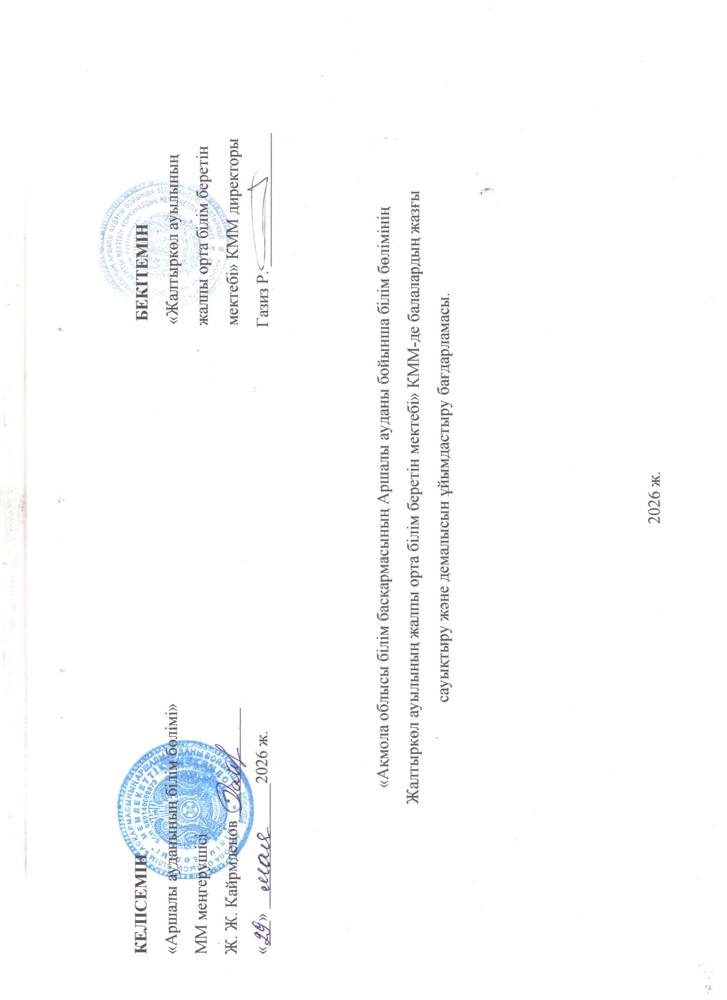 КЕЛІСЕМІН
«Аршалы ауданының білім бөлімі»
ММ меңгерушісі
Ж. Ж. Кайрмденов
«29» мая 2026 ж.
БЕКІТЕМІН
«Жалтыркөл ауылының
жалпы орта білім беретін
мектебі» КММ директоры
Газиз Р.
«Ақмола облысы білім басқармасының Аршалы ауданы бойынша білім бөлімінің
Жалтыркөл ауылының жалпы орта білім беретін мектебі» КММ-де балалардың жазғы
сауықтыру және демалысын ұйымдастыру бағдарламасы.
2026 ж.